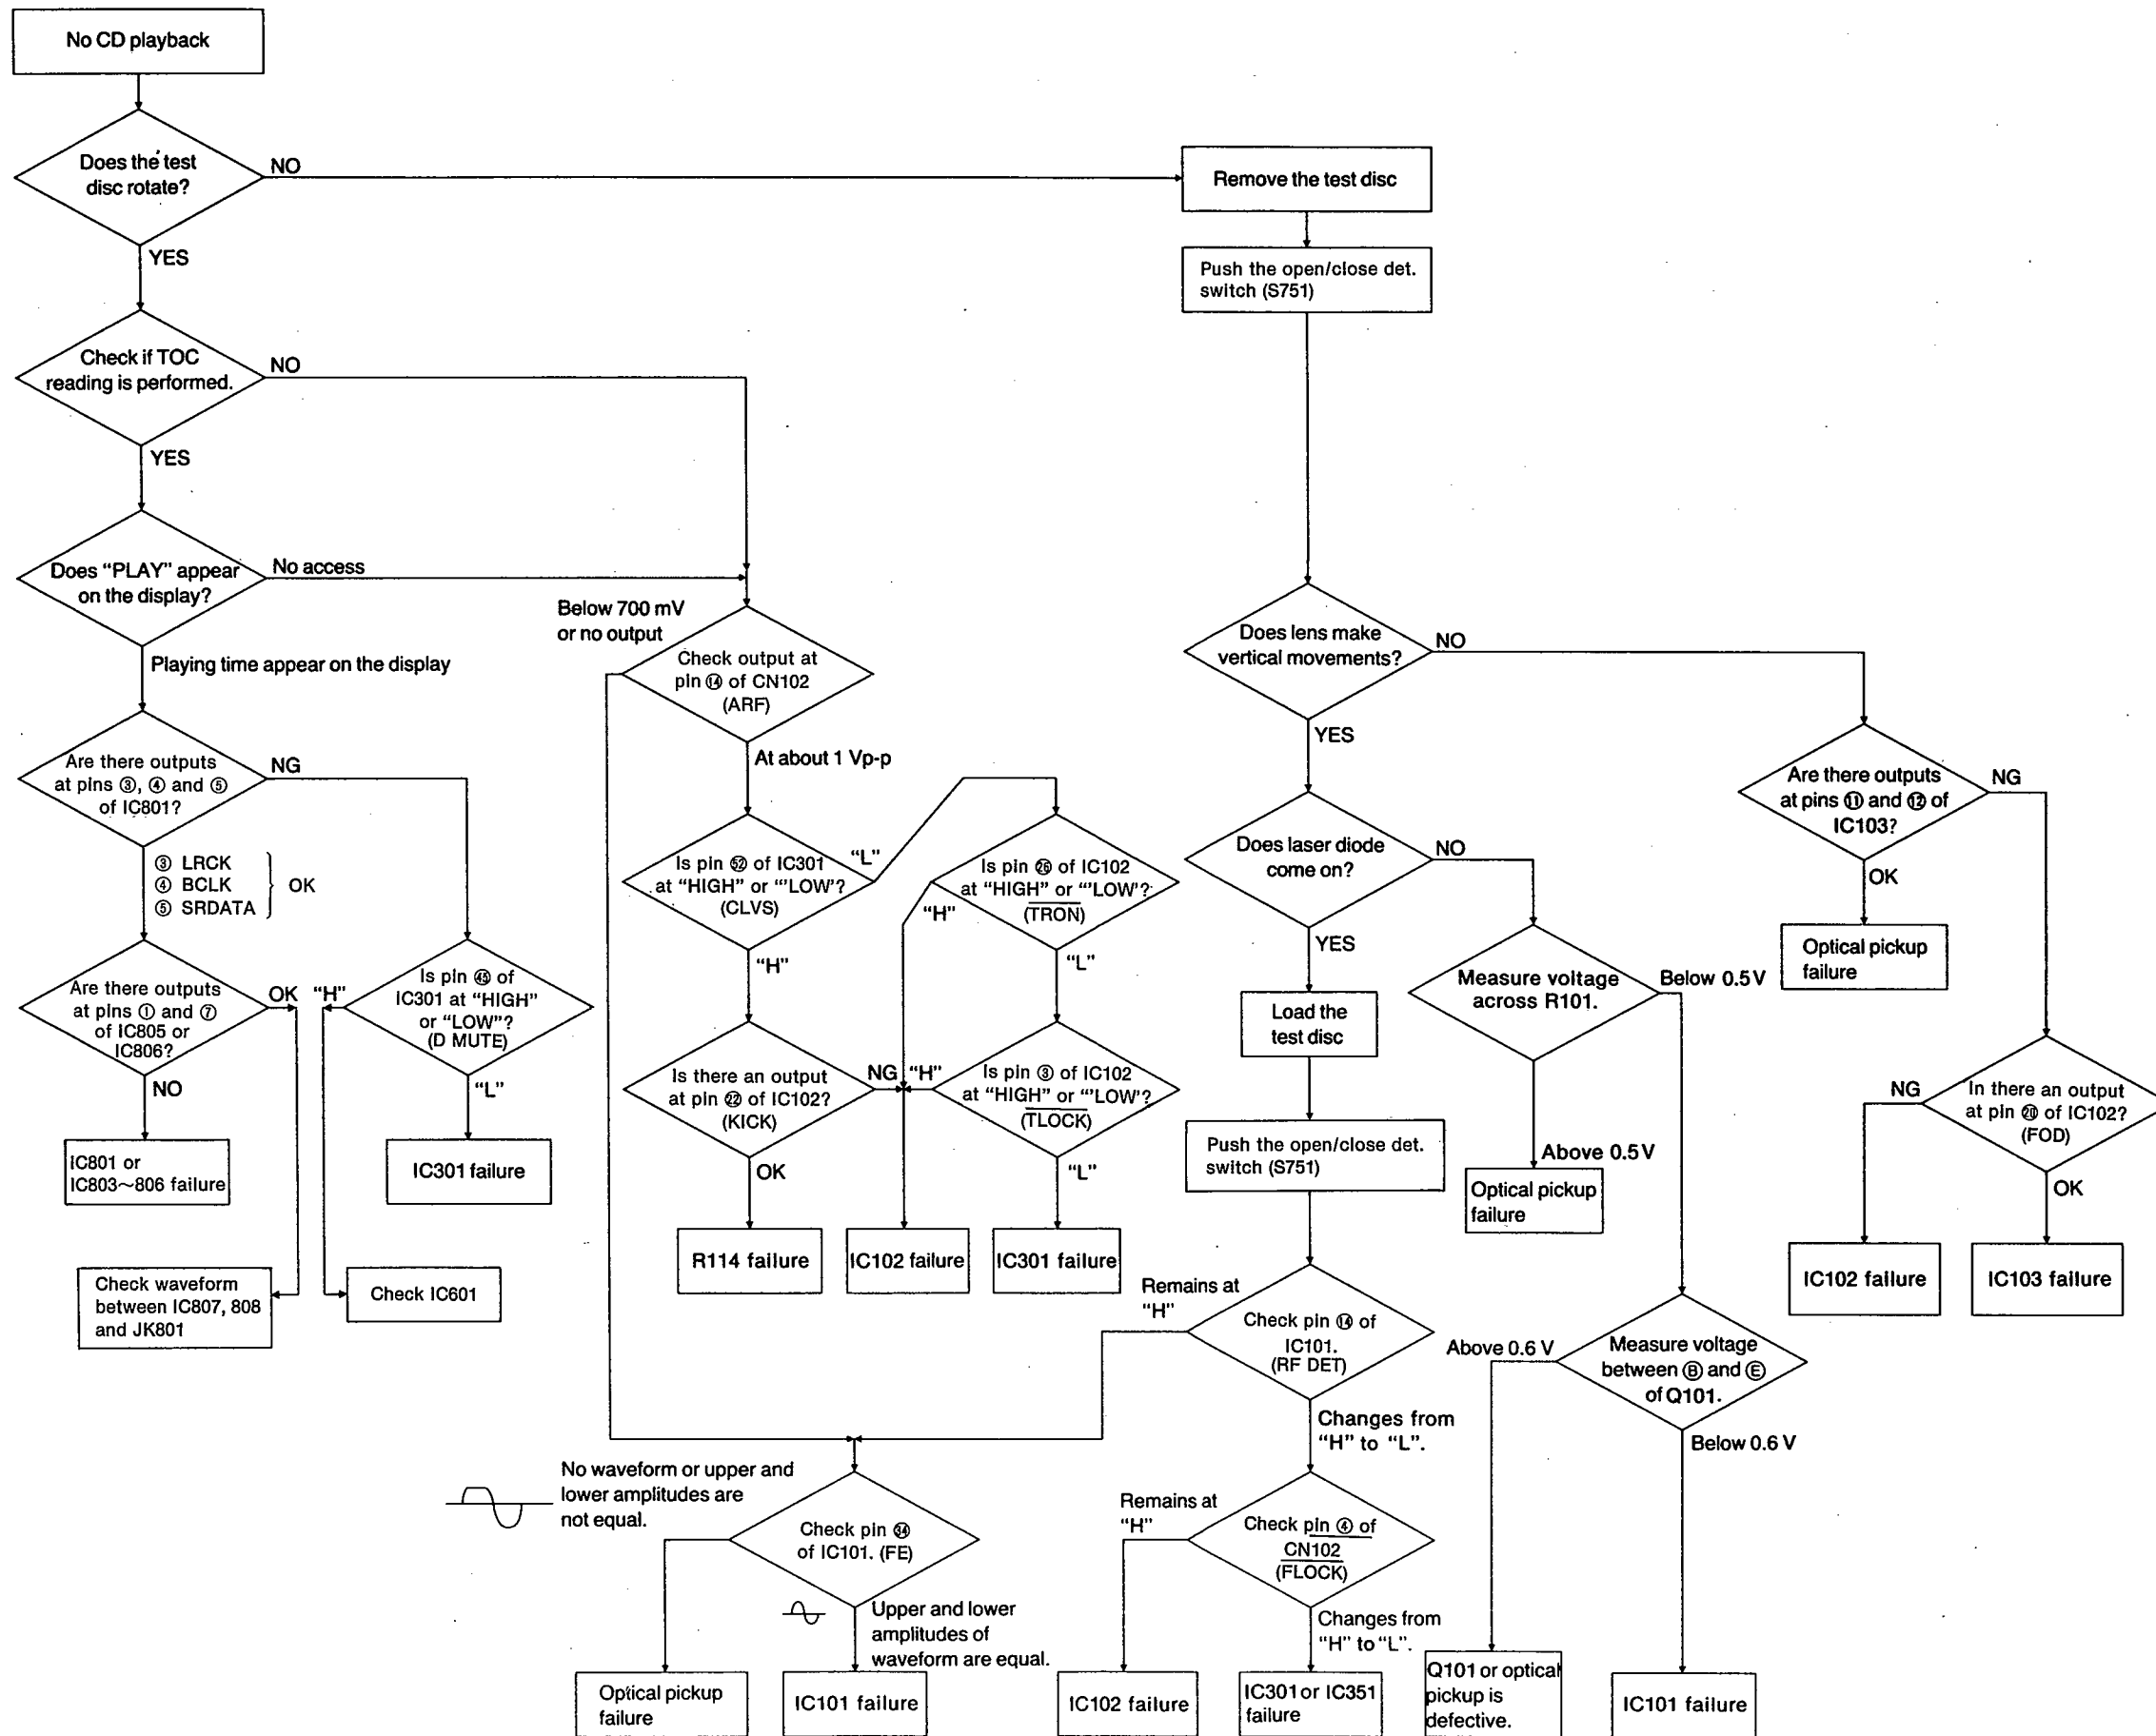 No CD playback
Does the test
disc rotate?
NO
YES
Remove the test disc
Push the open/close det.
switch (S751)
Check if TOC
reading is performed.
NO
YES
Does “PLAY” appear
on the display?
No access
Playing time appear on the display
Below 700 mV
or no output
Check output at
pin ⑭ of CN102
(ARF)
At about 1 Vp-p
Are there outputs
at pins ③, ④ and ⑤
of IC801?
NG
③ LRCK
④ BCLK
⑤ SRDATA
OK
Are there outputs
at pins ① and ⑦
of IC805 or
IC806?
OK
NO
“H”
Is pin ㊺ of
IC301 at “HIGH”
or “LOW”?
(D MUTE)
“L”
IC801 or
IC803~806 failure
IC301 failure
Check waveform
between IC807, 808
and JK801
Check IC601
Is pin 52 of IC301
at “HIGH” or “'LOW'?
(CLVS)
“L”
“H”
Is pin ㉖ of IC102
at “HIGH” or “'LOW'?
(TRON)
“H”
“L”
Is there an output
at pin ㉒ of IC102?
(KICK)
NG
OK
“H”
Is pin ③ of IC102
at “HIGH” or “'LOW'?
(TLOCK)
“L”
R114 failure
IC102 failure
IC301 failure
Does lens make
vertical movements?
NO
YES
Does laser diode
come on?
NO
YES
Are there outputs
at pins ⑪ and ⑫ of
IC103?
NG
OK
Optical pickup
failure
Load the
test disc
Measure voltage
across R101.
Below 0.5 V
Above 0.5 V
Optical pickup
failure
Push the open/close det.
switch (S751)
NG
In there an output
at pin ⑳ of IC102?
(FOD)
OK
IC102 failure
IC103 failure
Remains at
“H”
Check pin ⑭ of
IC101.
(RF DET)
Changes from
“H” to “L”.
Above 0.6 V
Measure voltage
between Ⓑ and Ⓔ
of Q101.
Below 0.6 V
No waveform or upper and
lower amplitudes are
not equal.
Check pin ㉞
of IC101. (FE)
Upper and lower
amplitudes of
waveform are equal.
Remains at
“H”
Check pin ④ of
CN102
(FLOCK)
Changes from
“H” to “L”.
Optical pickup
failure
IC101 failure
IC102 failure
IC301 or IC351
failure
Q101 or optical
pickup is
defective.
IC101 failure